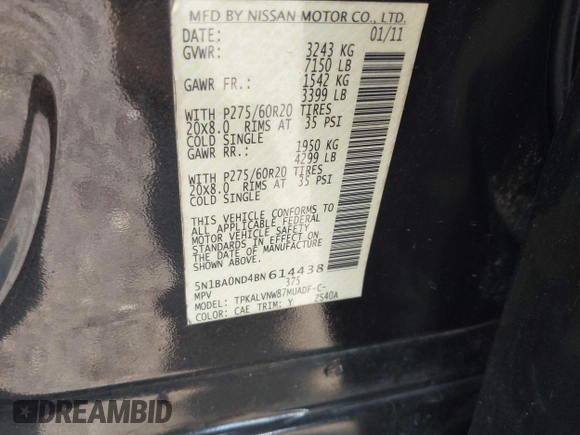 MFD BY NISSAN MOTOR CO., LTD.
DATE: 01/11
GVWR: 3243 KG
7150 LB
GAWR FR.: 1542 KG
3399 LB
WITH P275/60R20 TIRES
20X8.0 RIMS AT 35 PSI
COLD SINGLE
GAWR RR.: 1950 KG
4299 LB
WITH P275/60R20 TIRES
20X8.0 RIMS AT 35 PSI
COLD SINGLE
THIS VEHICLE CONFORMS TO
ALL APPLICABLE FEDERAL
MOTOR VEHICLE SAFETY
STANDARDS IN EFFECT ON
THE DATE OF MANUFACTURE
5N1BA0ND4BN614438
MPV 375
MODEL: TPKALVNW87MUADF-C-
COLOR: CAE TRIM: Y ZS40A
DREAMBID